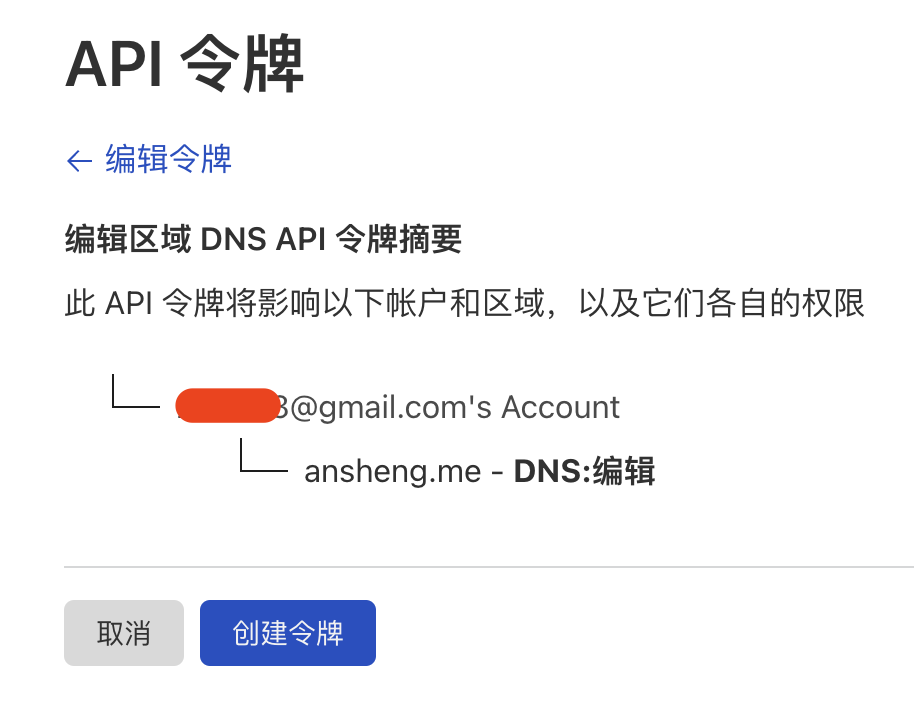 API 令牌
← 编辑令牌
编辑区域 DNS API 令牌摘要
此 API 令牌将影响以下帐户和区域，以及它们各自的权限
3@gmail.com's Account
ansheng.me - DNS:编辑
取消
创建令牌